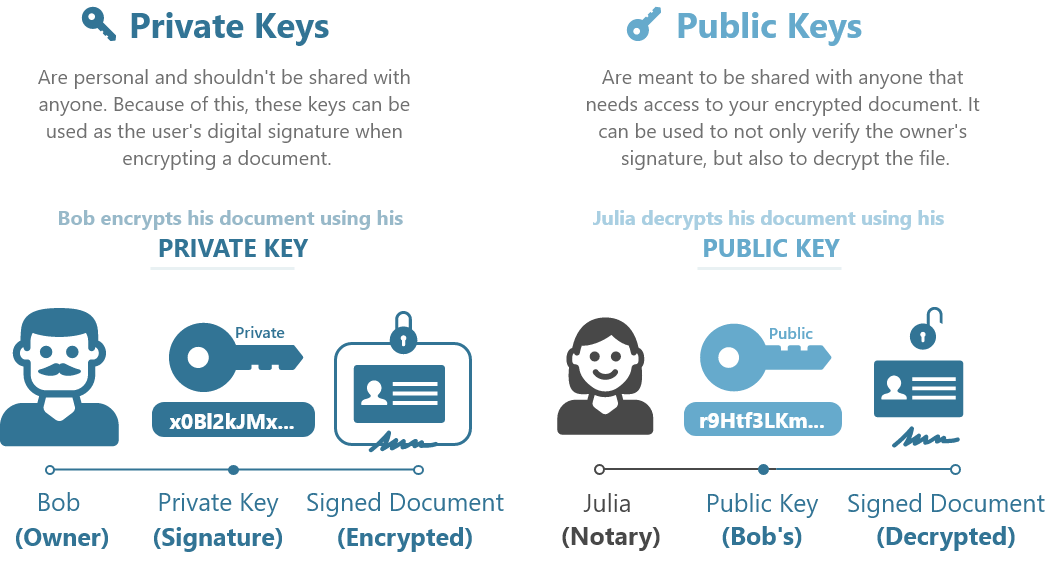 Private Keys
Are personal and shouldn't be shared with
anyone. Because of this, these keys can be
used as the user's digital signature when
encrypting a document.
Bob encrypts his document using his
PRIVATE KEY
Private
x0Bl2kJMx...
Bob
(Owner)
Private Key
(Signature)
Signed Document
(Encrypted)
Public Keys
Are meant to be shared with anyone that
needs access to your encrypted document. It
can be used to not only verify the owner's
signature, but also to decrypt the file.
Julia decrypts his document using his
PUBLIC KEY
Public
r9Htf3LKm...
Julia
(Notary)
Public Key
(Bob's)
Signed Document
(Decrypted)